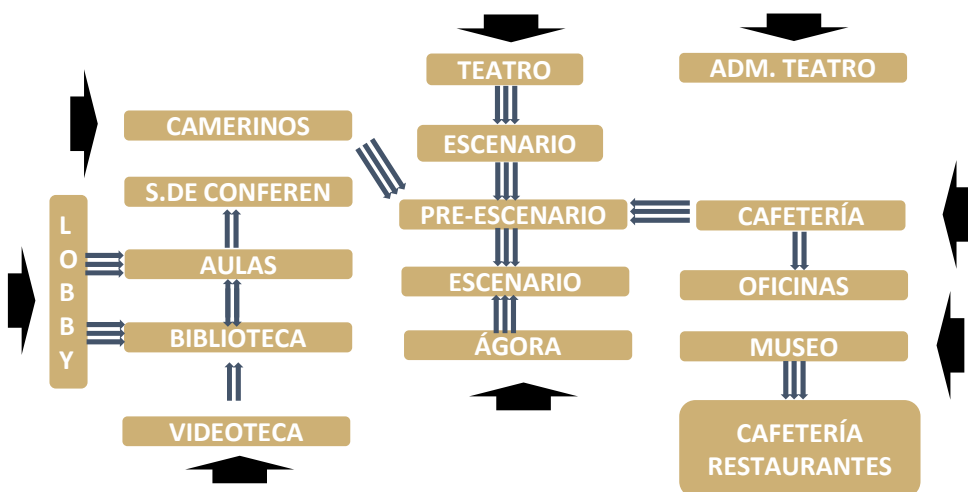 TEATRO
ADM. TEATRO
CAMERINOS
ESCENARIO
S.DE CONFEREN
PRE-ESCENARIO
CAFETERÍA
LOBBY
AULAS
ESCENARIO
OFICINAS
BIBLIOTECA
ÁGORA
MUSEO
VIDEOTECA
CAFETERÍA
RESTAURANTES